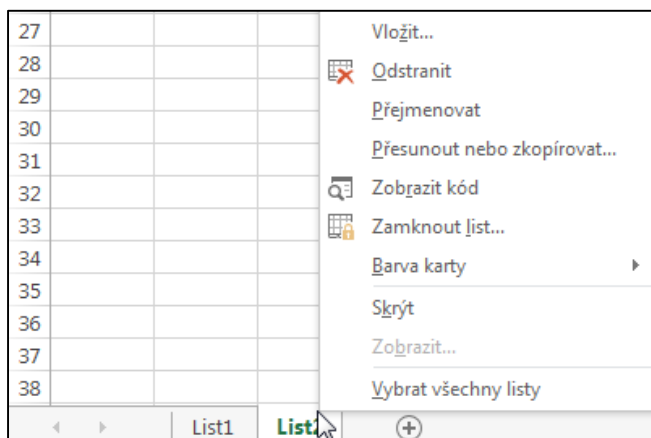 27
28
29
30
31
32
33
34
35
36
37
38
Vložit...
Odstranit
Přejmenovat
Přesunout nebo zkopírovat...
Zobrazit kód
Zamknout list...
Barva karty
Skrýt
Zobrazit...
Vybrat všechny listy
List1 List2